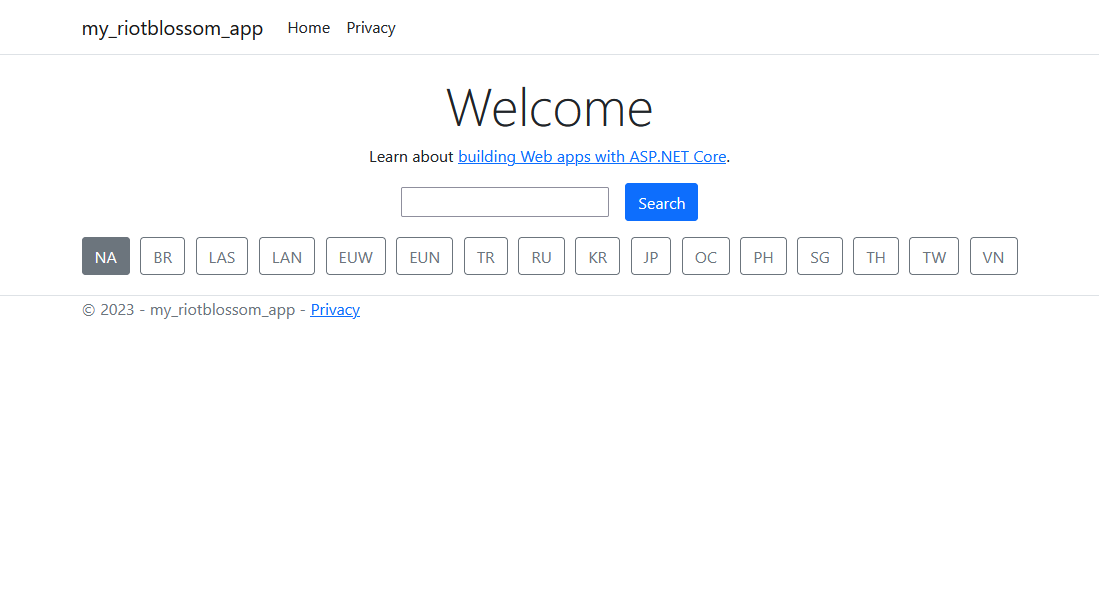 my_riotblossom_app Home Privacy
Welcome
Learn about building Web apps with ASP.NET Core.
Search
NA BR LAS LAN EUW EUN TR RU KR JP OC PH SG TH TW VN
© 2023 - my_riotblossom_app - Privacy